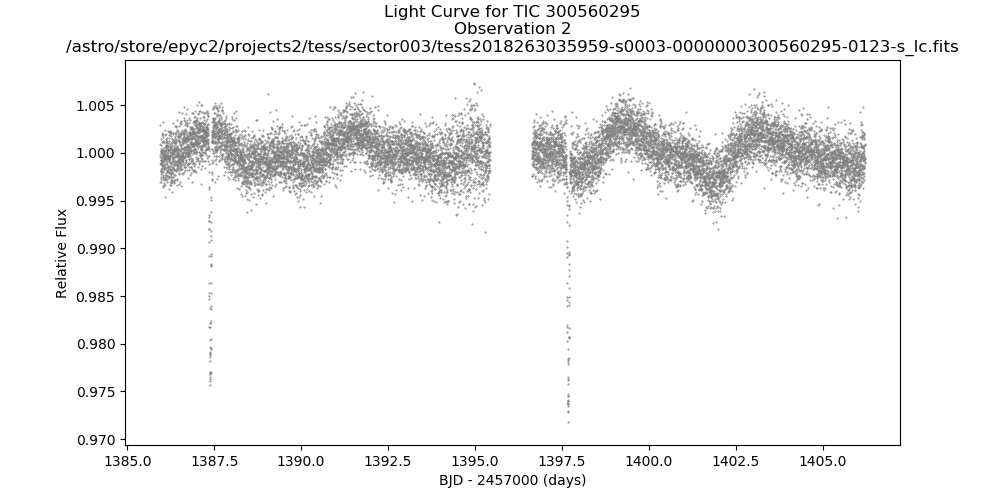 Light Curve for TIC 300560295
Observation 2
/astro/store/epyc2/projects2/tess/sector003/tess2018263035959-s0003-0000000300560295-0123-s_lc.fits
1.005
1.000
0.995
0.990
0.985
0.980
0.975
0.970
Relative Flux
1385.0 1387.5 1390.0 1392.5 1395.0 1397.5 1400.0 1402.5 1405.0
BJD - 2457000 (days)